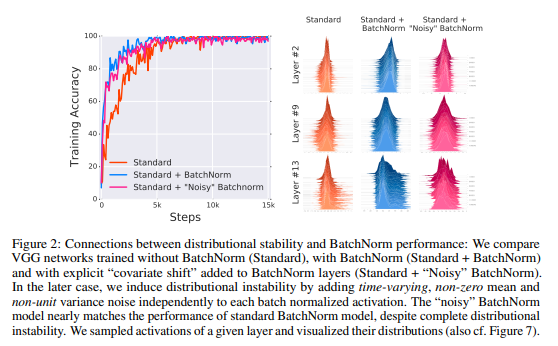 Standard
Standard +
BatchNorm
Standard +
"Noisy" BatchNorm
100
80
60
40
20
0
Training Accuracy
Standard
Standard + BatchNorm
Standard + "Noisy" Batchnorm
0
5k
10k
15k
Steps
Layer #2
Layer #9
Layer #13
Figure 2: Connections between distributional stability and BatchNorm performance: We compare
VGG networks trained without BatchNorm (Standard), with BatchNorm (Standard + BatchNorm)
and with explicit “covariate shift” added to BatchNorm layers (Standard + “Noisy” BatchNorm).
In the later case, we induce distributional instability by adding time-varying, non-zero mean and
non-unit variance noise independently to each batch normalized activation. The “noisy” BatchNorm
model nearly matches the performance of standard BatchNorm model, despite complete distributional
instability. We sampled activations of a given layer and visualized their distributions (also cf. Figure 7).